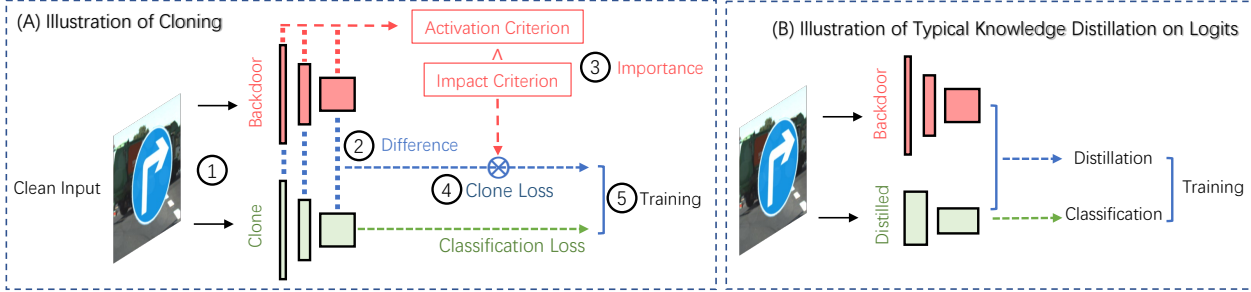 (A) Illustration of Cloning
Clean Input
1
Backdoor
Clone
Activation Criterion
^
Impact Criterion
3 Importance
2 Difference
4 Clone Loss
Classification Loss
5 Training
(B) Illustration of Typical Knowledge Distillation on Logits
Backdoor
Distilled
Distillation
Classification
Training